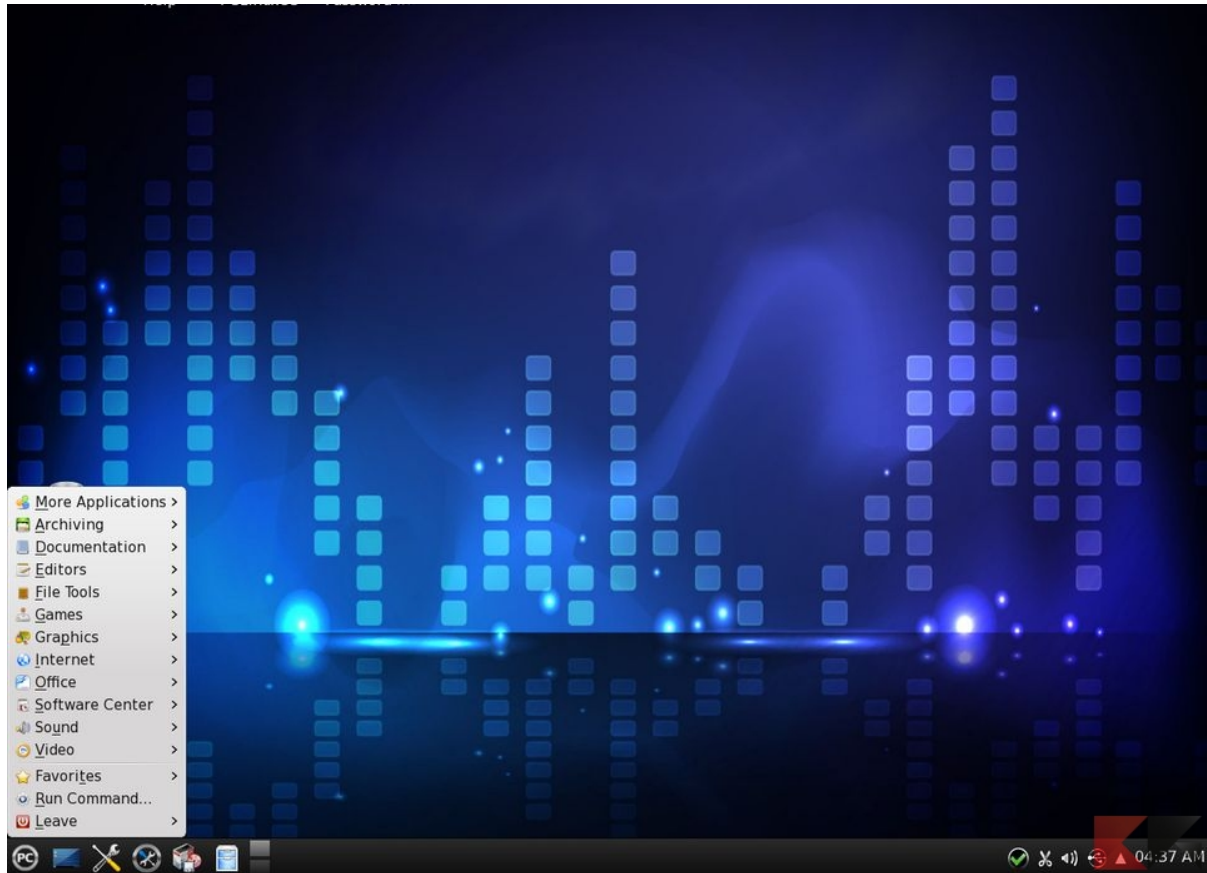 More Applications >
Archiving >
Documentation >
Editors >
File Tools >
Games >
Graphics >
Internet >
Office >
Software Center >
Sound >
Video >
Favorites >
Run Command...
Leave >
PC
04:37 AM